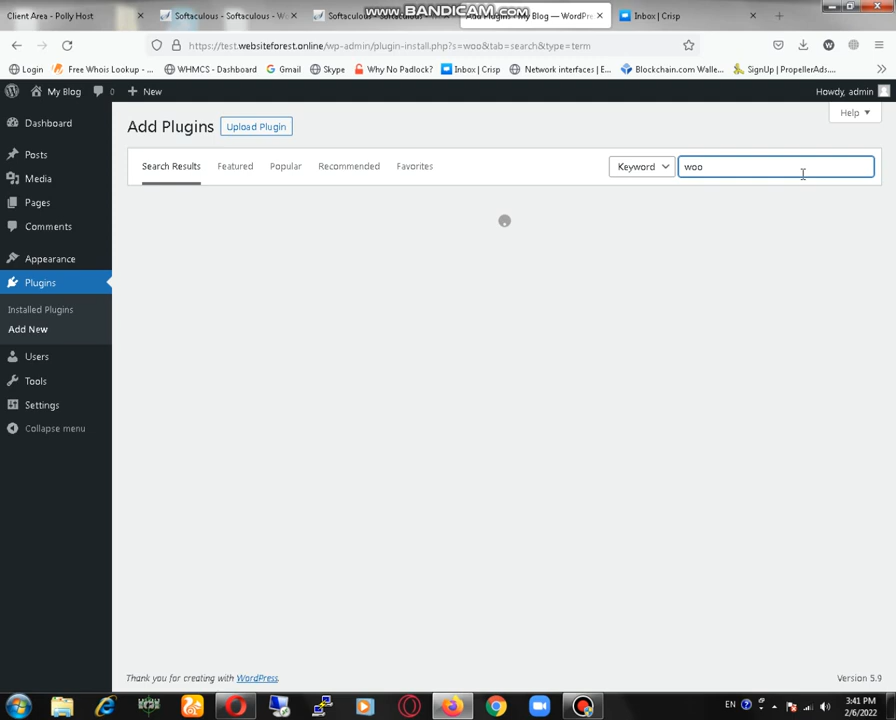 www.BANDICAM.com
Client Area - Polly Host
Softaculous - Softaculous - W
Softaculous - Softaculous
Add Plugins ‹ My Blog — WordPre
Inbox | Crisp
https://test.websiteforest.online/wp-admin/plugin-install.php?s=woo&tab=search&type=term
Login
Free Whois Lookup - ...
WHMCS - Dashboard
Gmail
Skype
Why No Padlock?
Inbox | Crisp
Network interfaces | E...
Blockchain.com Walle...
SignUp | PropellerAds....
My Blog
0
New
Howdy, admin
Help
Dashboard
Posts
Media
Pages
Comments
Appearance
Plugins
Installed Plugins
Add New
Users
Tools
Settings
Collapse menu
Add Plugins
Upload Plugin
Search Results
Featured
Popular
Recommended
Favorites
Keyword
woo
Thank you for creating with WordPress.
Version 5.9
EN
3:41 PM
2/6/2022